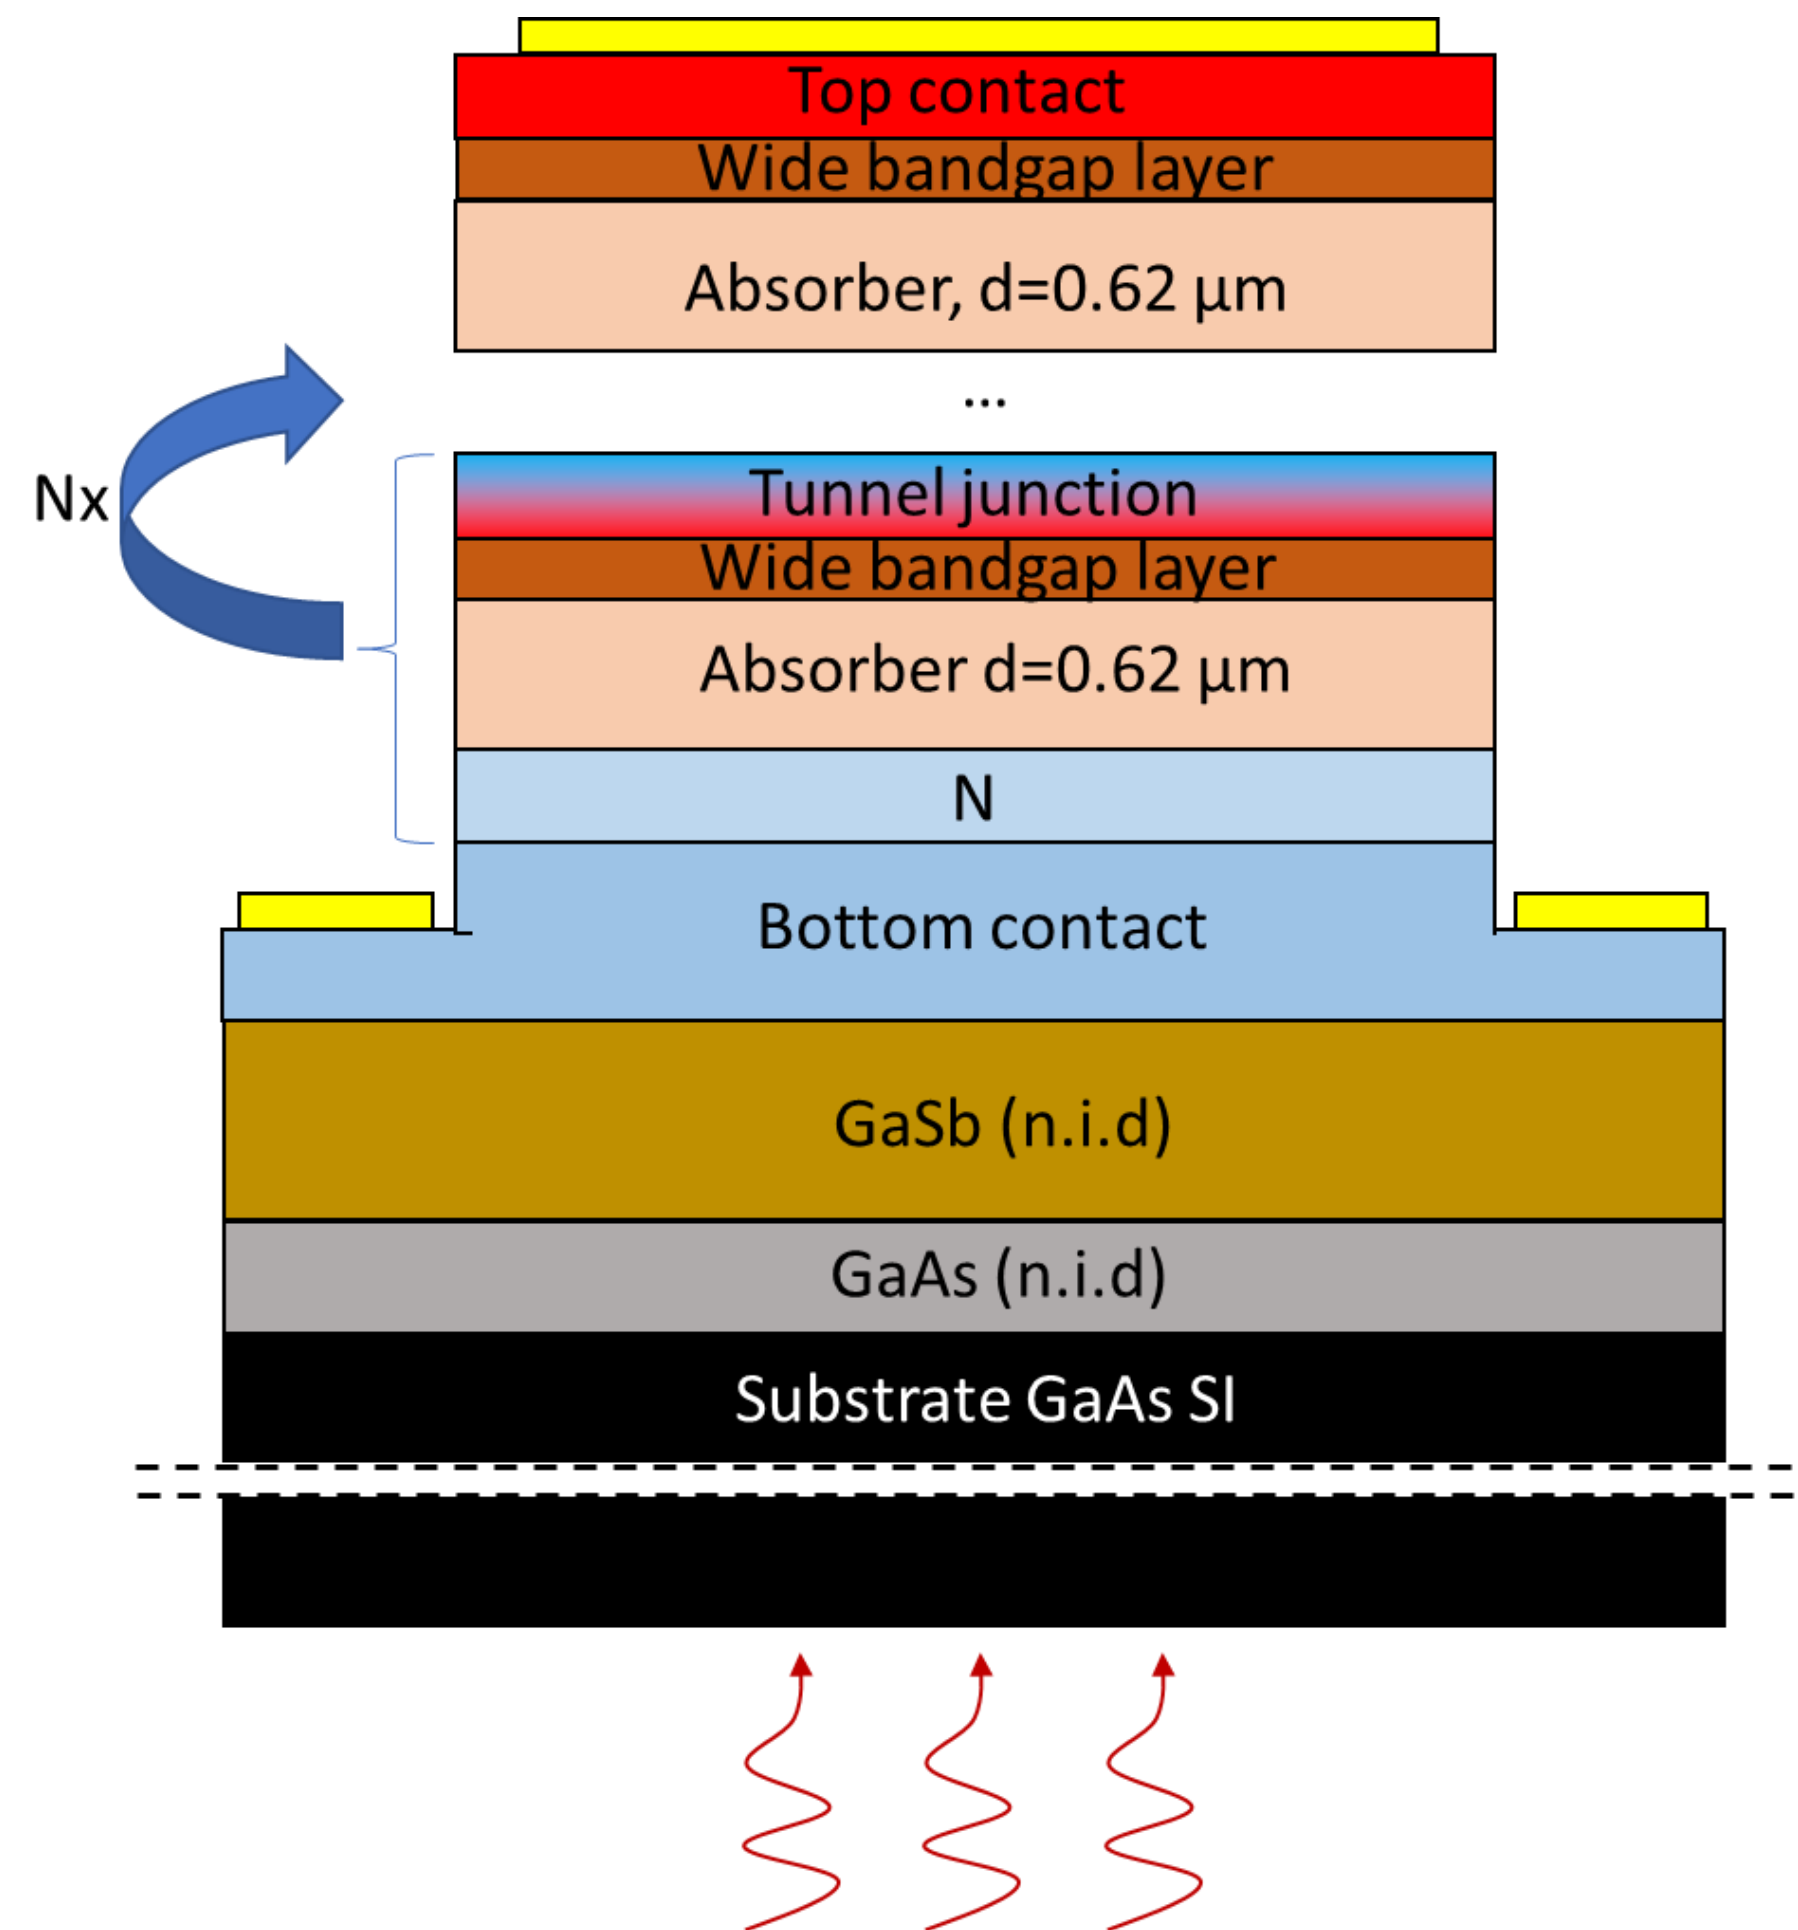 Top contact
Wide bandgap layer
Absorber, d=0.62 µm
...
Nx
Tunnel junction
Wide bandgap layer
Absorber d=0.62 µm
N
Bottom contact
GaSb (n.i.d)
GaAs (n.i.d)
Substrate GaAs SI